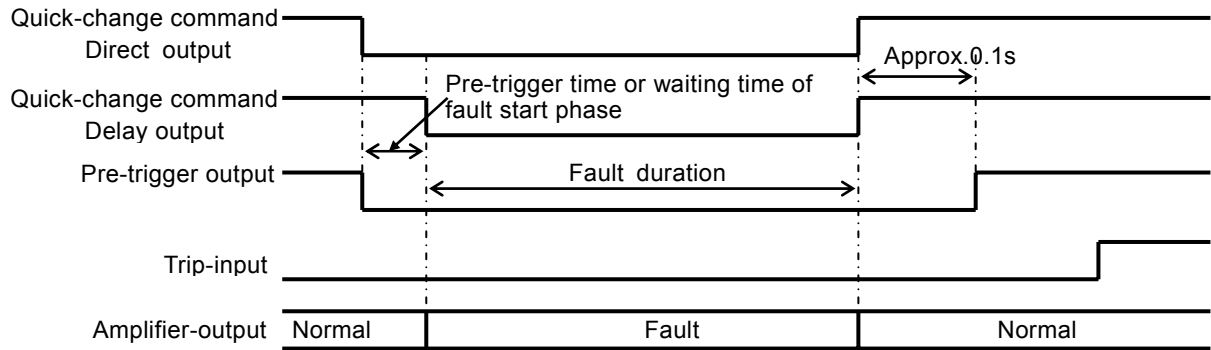 Quick-change command
Direct output
Approx.0.1s
Pre-trigger time or waiting time of
fault start phase
Quick-change command
Delay output
Pre-trigger output
Fault duration
Trip-input
Amplifier-output Normal Fault Normal